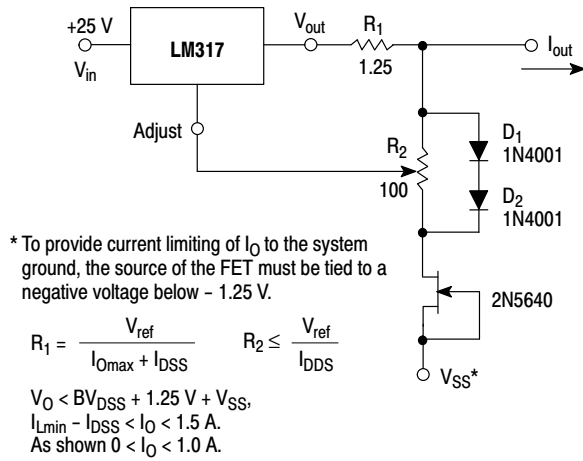 +25 V
V_in
LM317
V_out
R_1
1.25
I_out
Adjust
R_2
100
D_1
1N4001
D_2
1N4001
2N5640
V_SS*
* To provide current limiting of I_O to the system
ground, the source of the FET must be tied to a
negative voltage below – 1.25 V.
R_1 = V_ref / (I_Omax + I_DSS)
R_2 ≤ V_ref / I_DDS
V_O < BV_DSS + 1.25 V + V_SS,
I_Lmin – I_DSS < I_O < 1.5 A.
As shown 0 < I_O < 1.0 A.